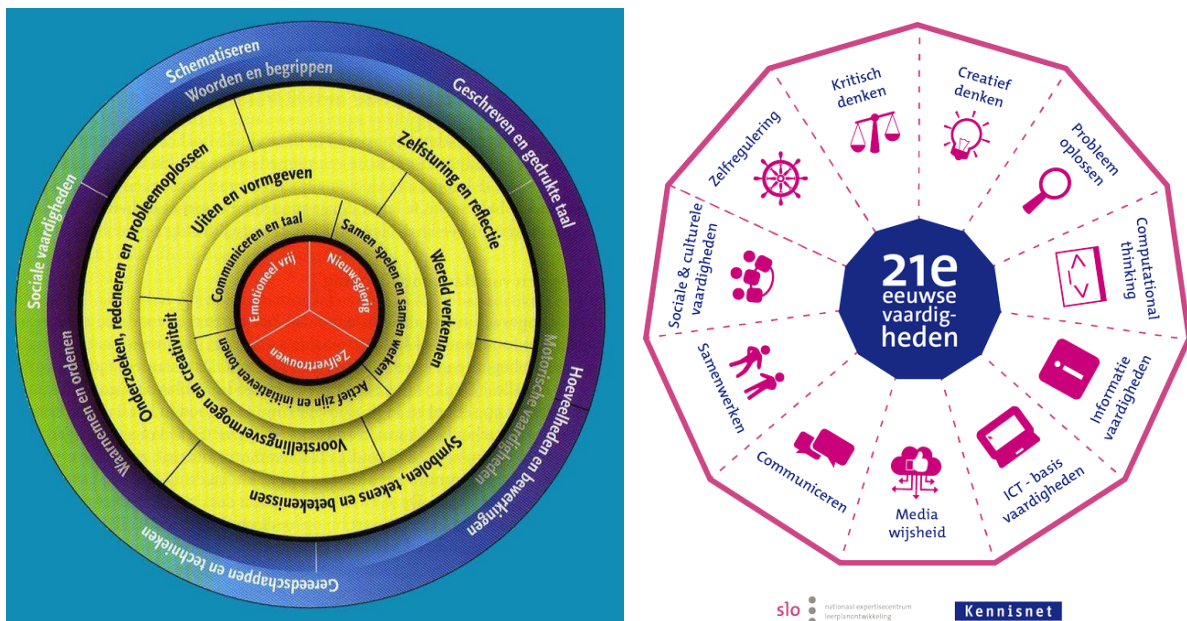 Schematiseren
Woorden en begrippen
Geschreven en gedrukte taal
Sociale vaardigheden
Waarnemen en ordenen
Motorische vaardigheden
Hoeveelheden en bewerkingen
Gereedschappen en technieken
Onderzoeken, redeneren en probleemoplossen
Zelfsturing en reflectie
Symbolen, tekens en betekenissen
Uiten en vormgeven
Wereld verkennen
Voorstellingsvermogen en creativiteit
Communiceren en taal
Samen spelen en samen werken
Actief zijn en initiatieven tonen
Emotioneel vrij
Nieuwsgierig
Zelfvertrouwen
Kritisch
denken
Creatief
denken
Probleem
oplossen
Computational
thinking
Informatie
vaardigheden
ICT - basis
vaardigheden
Media
wijsheid
Communiceren
Samenwerken
Sociale & culturele
vaardigheden
Zelfregulering
21e
eeuwse
vaardig-
heden
slo
nationaal expertisecentrum
leerplanontwikkeling
Kennisnet